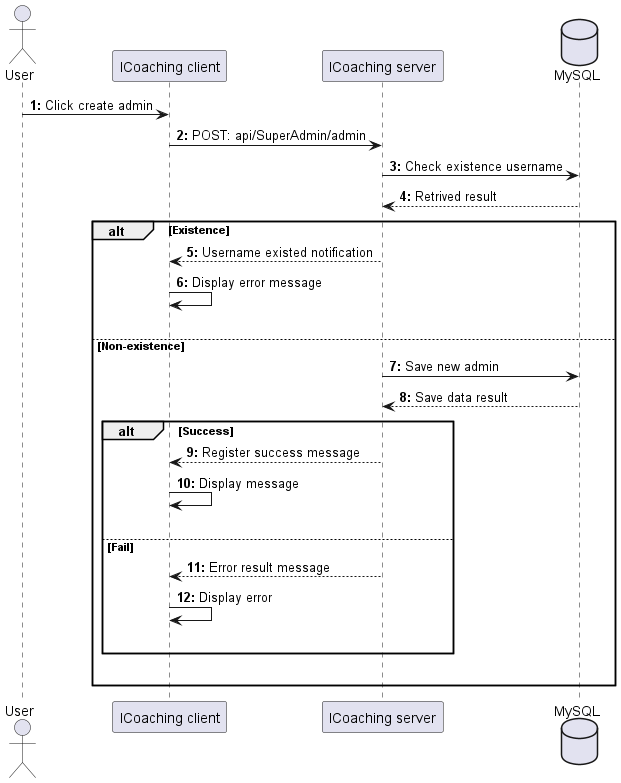 User
ICoaching client
ICoaching server
MySQL
1: Click create admin
2: POST: api/SuperAdmin/admin
3: Check existence username
4: Retrived result
alt [Existence]
5: Username existed notification
6: Display error message
[Non-existence]
7: Save new admin
8: Save data result
alt [Success]
9: Register success message
10: Display message
[Fail]
11: Error result message
12: Display error
User
ICoaching client
ICoaching server
MySQL